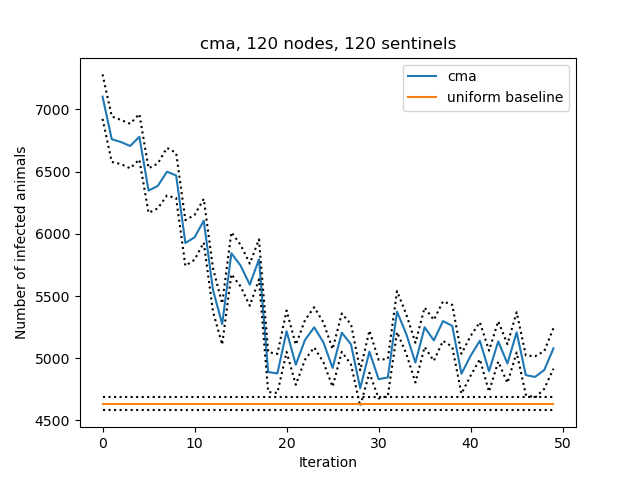 cma, 120 nodes, 120 sentinels
cma
uniform baseline
Number of infected animals
7000
6500
6000
5500
5000
4500
0 10 20 30 40 50
Iteration